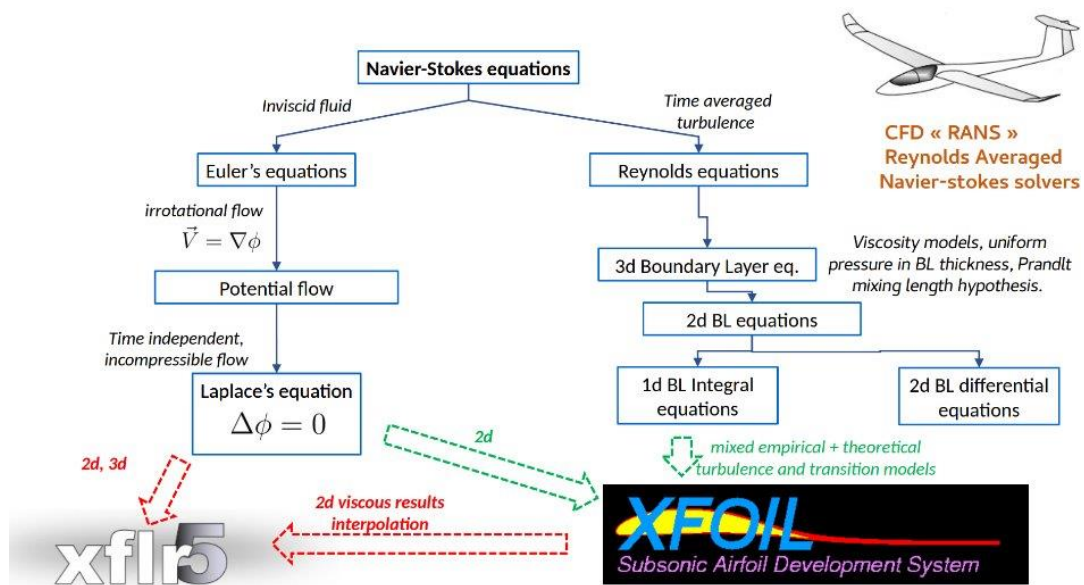 Navier-Stokes equations
Inviscid fluid
Time averaged
turbulence
CFD « RANS »
Reynolds Averaged
Navier-stokes solvers
Euler's equations
Reynolds equations
irrotational flow
V⃗ = ∇ϕ
Viscosity models, uniform
pressure in BL thickness, Prandlt
mixing length hypothesis.
3d Boundary Layer eq.
Potential flow
2d BL equations
Time independent,
incompressible flow
Laplace's equation
Δϕ = 0
1d BL Integral
equations
2d BL differential
equations
2d
mixed empirical + theoretical
turbulence and transition models
2d, 3d
2d viscous results
interpolation
xflr5
XFOIL
Subsonic Airfoil Development System